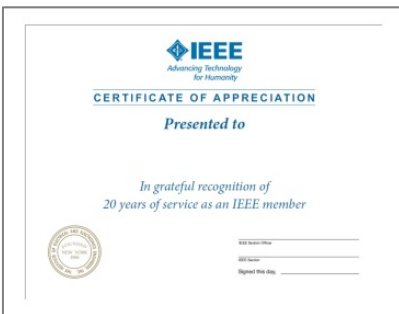 IEEE
Advancing Technology
for Humanity
CERTIFICATE OF APPRECIATION
Presented to
In grateful recognition of
20 years of service as an IEEE member
IEEE Section Officer
IEEE Section
Signed this day,